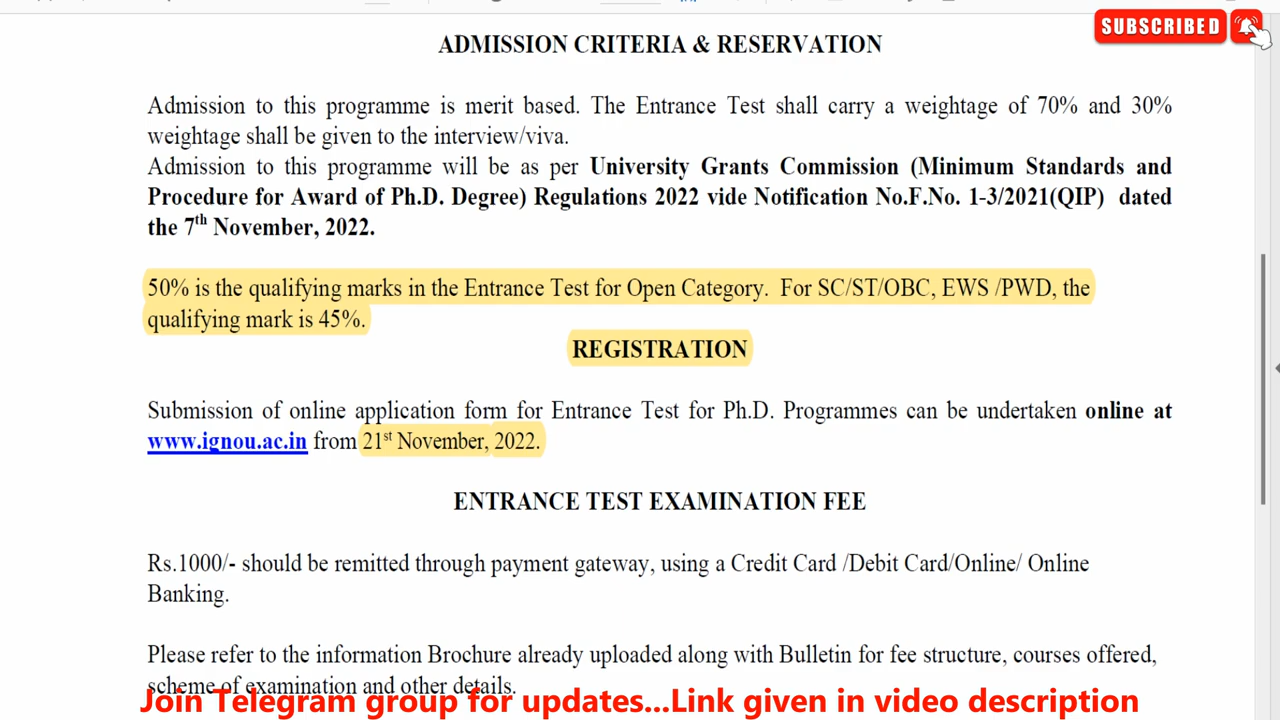 SUBSCRIBED
ADMISSION CRITERIA & RESERVATION
Admission to this programme is merit based. The Entrance Test shall carry a weightage of 70% and 30%
weightage shall be given to the interview/viva.
Admission to this programme will be as per University Grants Commission (Minimum Standards and
Procedure for Award of Ph.D. Degree) Regulations 2022 vide Notification No.F.No. 1-3/2021(QIP) dated
the 7th November, 2022.
50% is the qualifying marks in the Entrance Test for Open Category. For SC/ST/OBC, EWS /PWD, the
qualifying mark is 45%.
REGISTRATION
Submission of online application form for Entrance Test for Ph.D. Programmes can be undertaken online at
www.ignou.ac.in from 21st November, 2022.
ENTRANCE TEST EXAMINATION FEE
Rs.1000/- should be remitted through payment gateway, using a Credit Card /Debit Card/Online/ Online
Banking.
Please refer to the information Brochure already uploaded along with Bulletin for fee structure, courses offered,
scheme of examination and other details.
Join Telegram group for updates...Link given in video description